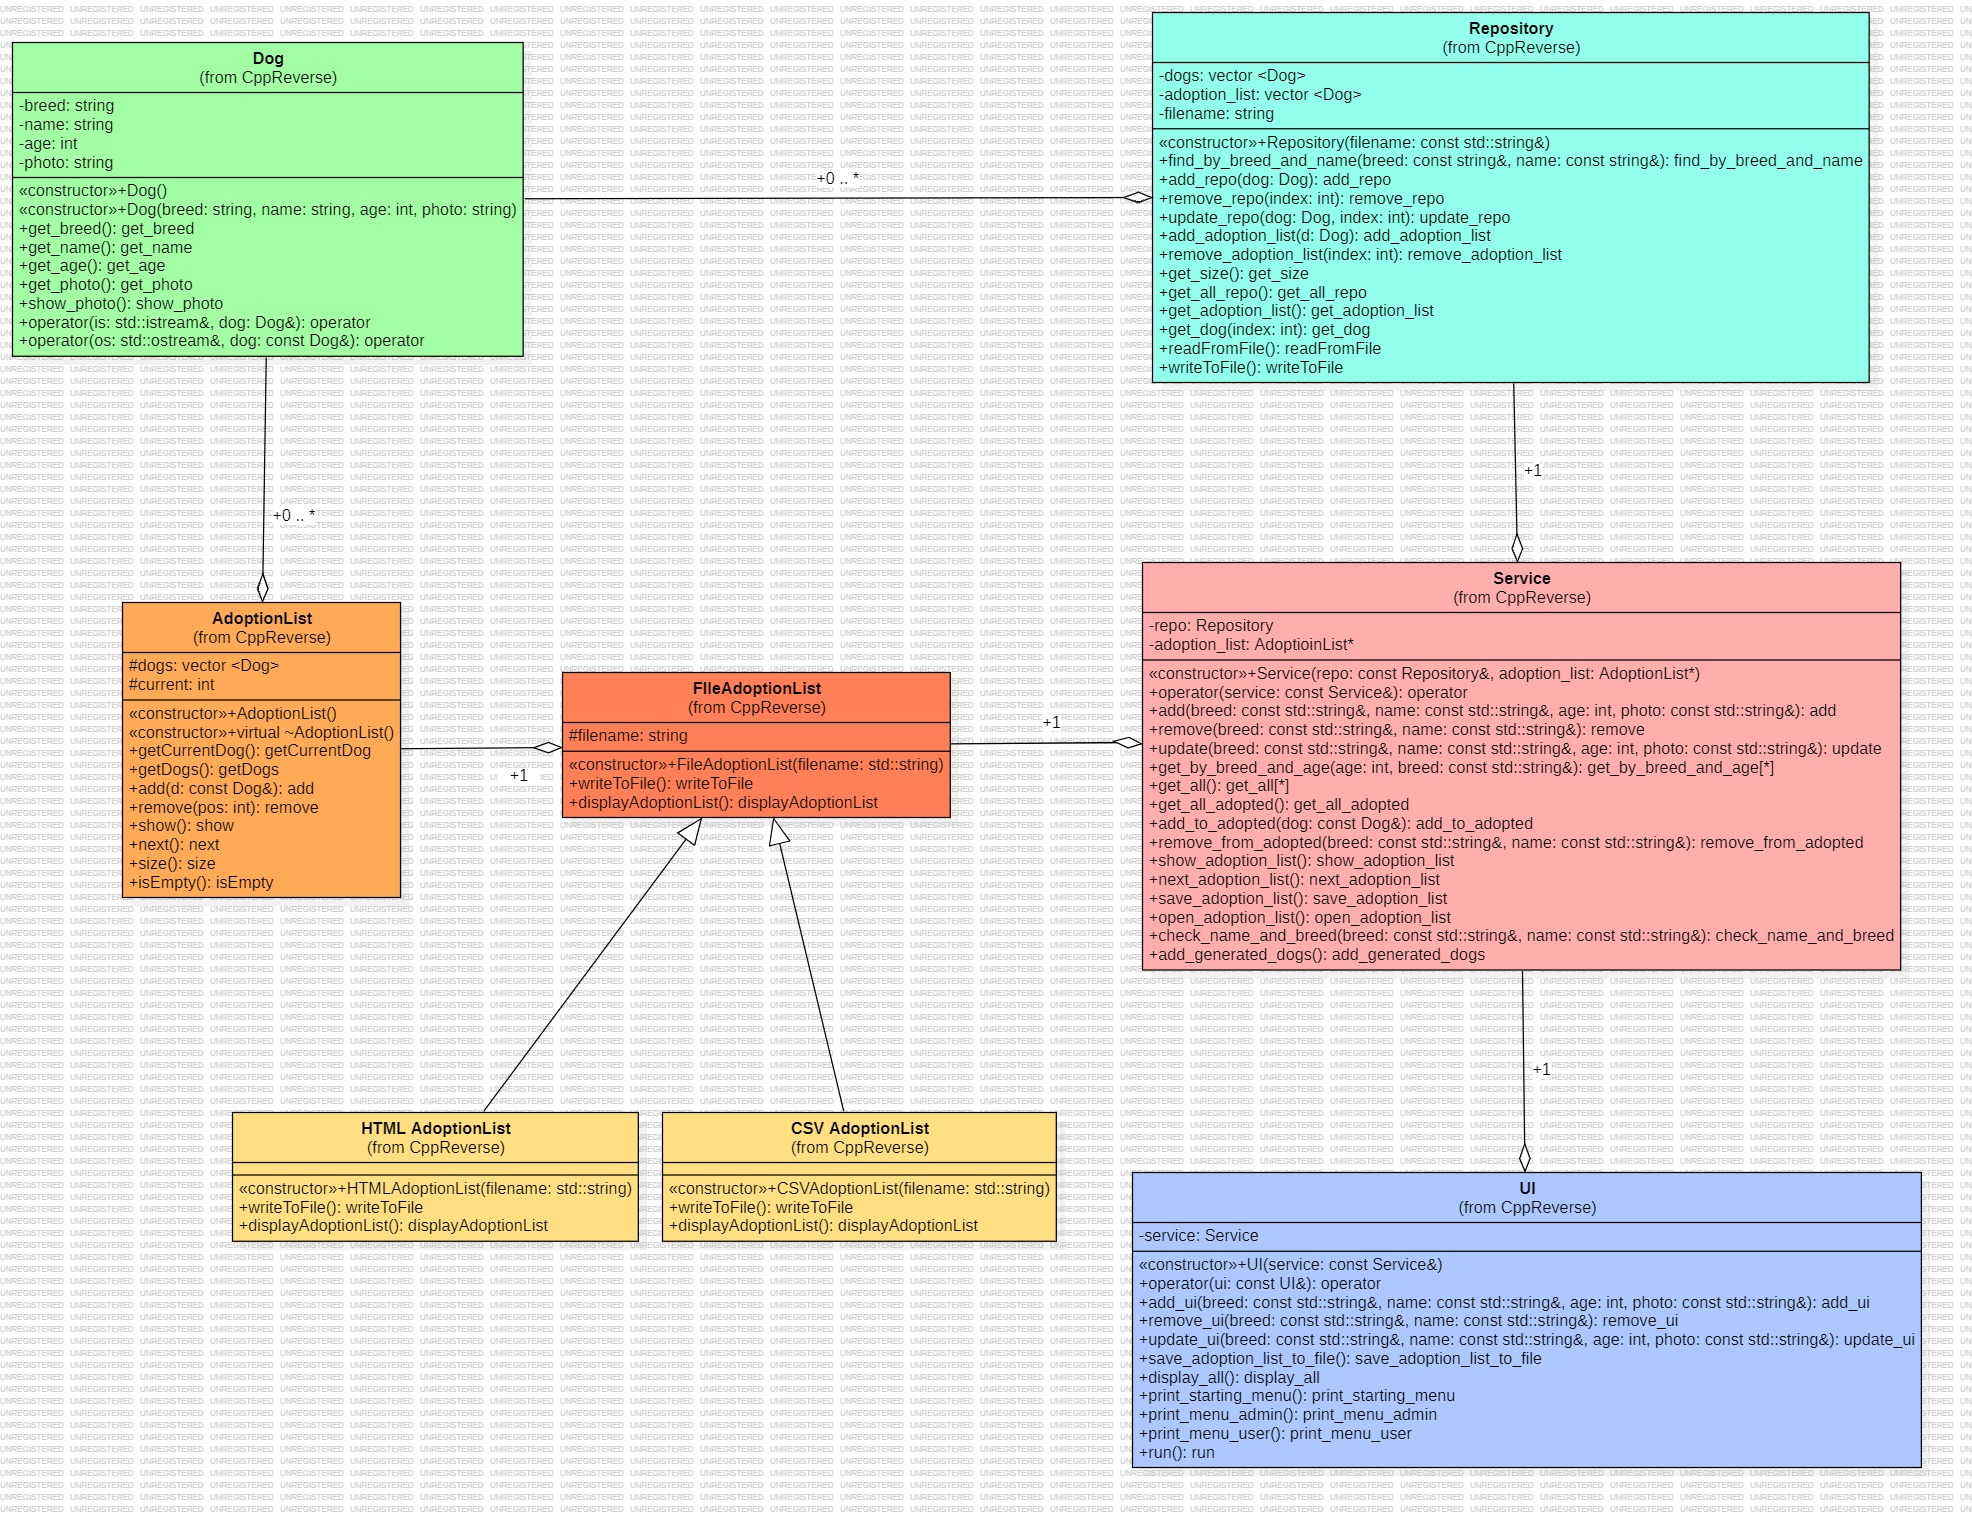 Dog
(from CppReverse)
-breed: string
-name: string
-age: int
-photo: string
«constructor»+Dog()
«constructor»+Dog(breed: string, name: string, age: int, photo: string)
+get_breed(): get_breed
+get_name(): get_name
+get_age(): get_age
+get_photo(): get_photo
+show_photo(): show_photo
+operator(is: std::istream&, dog: Dog&): operator
+operator(os: std::ostream&, dog: const Dog&): operator
+0 .. *
Repository
(from CppReverse)
-dogs: vector <Dog>
-adoption_list: vector <Dog>
-filename: string
«constructor»+Repository(filename: const std::string&)
+find_by_breed_and_name(breed: const string&, name: const string&): find_by_breed_and_name
+add_repo(dog: Dog): add_repo
+remove_repo(index: int): remove_repo
+update_repo(dog: Dog, index: int): update_repo
+add_adoption_list(d: Dog): add_adoption_list
+remove_adoption_list(index: int): remove_adoption_list
+get_size(): get_size
+get_all_repo(): get_all_repo
+get_adoption_list(): get_adoption_list
+get_dog(index: int): get_dog
+readFromFile(): readFromFile
+writeToFile(): writeToFile
+0 .. *
+1
AdoptionList
(from CppReverse)
#dogs: vector <Dog>
#current: int
«constructor»+AdoptionList()
«constructor»+virtual ~AdoptionList()
+getCurrentDog(): getCurrentDog
+getDogs(): getDogs
+add(d: const Dog&): add
+remove(pos: int): remove
+show(): show
+next(): next
+size(): size
+isEmpty(): isEmpty
+1
FIleAdoptionList
(from CppReverse)
#filename: string
«constructor»+FileAdoptionList(filename: std::string)
+writeToFile(): writeToFile
+displayAdoptionList(): displayAdoptionList
+1
Service
(from CppReverse)
-repo: Repository
-adoption_list: AdoptioinList*
«constructor»+Service(repo: const Repository&, adoption_list: AdoptionList*)
+operator(service: const Service&): operator
+add(breed: const std::string&, name: const std::string&, age: int, photo: const std::string&): add
+remove(breed: const std::string&, name: const std::string&): remove
+update(breed: const std::string&, name: const std::string&, age: int, photo: const std::string&): update
+get_by_breed_and_age(age: int, breed: const std::string&): get_by_breed_and_age[*]
+get_all(): get_all[*]
+get_all_adopted(): get_all_adopted
+add_to_adopted(dog: const Dog&): add_to_adopted
+remove_from_adopted(breed: const std::string&, name: const std::string&): remove_from_adopted
+show_adoption_list(): show_adoption_list
+next_adoption_list(): next_adoption_list
+save_adoption_list(): save_adoption_list
+open_adoption_list(): open_adoption_list
+check_name_and_breed(breed: const std::string&, name: const std::string&): check_name_and_breed
+add_generated_dogs(): add_generated_dogs
+1
HTML AdoptionList
(from CppReverse)
«constructor»+HTMLAdoptionList(filename: std::string)
+writeToFile(): writeToFile
+displayAdoptionList(): displayAdoptionList
CSV AdoptionList
(from CppReverse)
«constructor»+CSVAdoptionList(filename: std::string)
+writeToFile(): writeToFile
+displayAdoptionList(): displayAdoptionList
UI
(from CppReverse)
-service: Service
«constructor»+UI(service: const Service&)
+operator(ui: const UI&): operator
+add_ui(breed: const std::string&, name: const std::string&, age: int, photo: const std::string&): add_ui
+remove_ui(breed: const std::string&, name: const std::string&): remove_ui
+update_ui(breed: const std::string&, name: const std::string&, age: int, photo: const std::string&): update_ui
+save_adoption_list_to_file(): save_adoption_list_to_file
+display_all(): display_all
+print_starting_menu(): print_starting_menu
+print_menu_admin(): print_menu_admin
+print_menu_user(): print_menu_user
+run(): run
UNREGISTERED